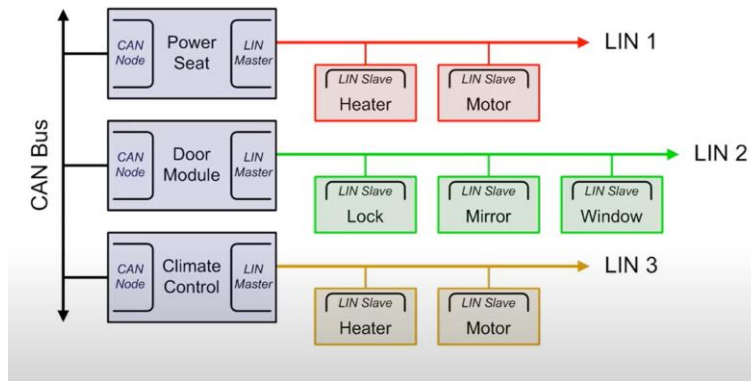 CAN Bus
CAN
Node
Power
Seat
LIN
Master
LIN 1
LIN Slave
Heater
LIN Slave
Motor
CAN
Node
Door
Module
LIN
Master
LIN 2
LIN Slave
Lock
LIN Slave
Mirror
LIN Slave
Window
CAN
Node
Climate
Control
LIN
Master
LIN 3
LIN Slave
Heater
LIN Slave
Motor